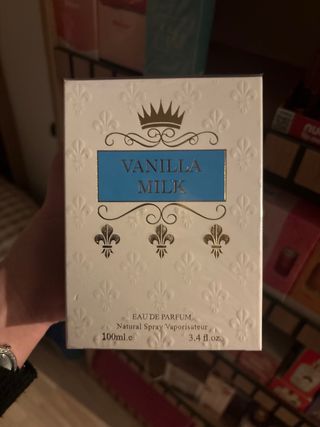 VANILLA
MILK
EAU DE PARFUM
Natural Spray Vaporisateur
100ml.e 3.4 fl.oz.